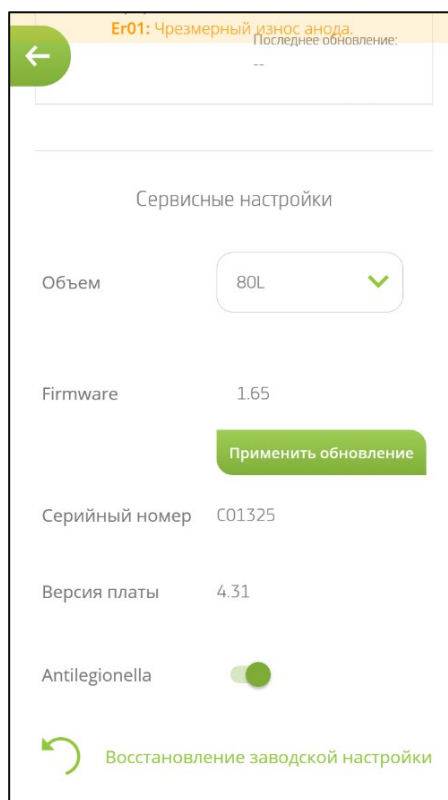 Er01: Чрезмерный износ анода.
Последнее обновление:
--
Сервисные настройки
Объем 80L
Firmware 1.65
Применить обновление
Серийный номер C01325
Версия платы 4.31
Antilegionella
Восстановление заводской настройки